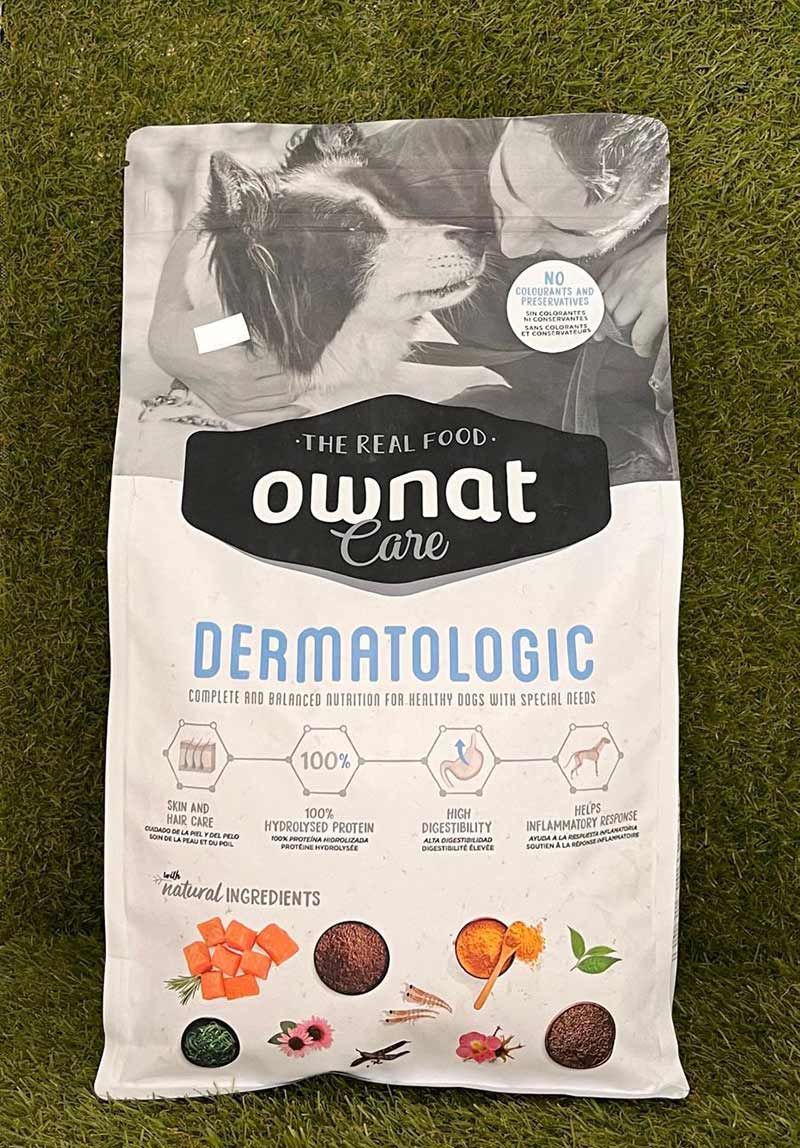 NO
COLOURANTS AND
PRESERVATIVES
SIN COLORANTES
NI CONSERVANTES
SANS COLORANTS
ET CONSERVATEURS
·THE REAL FOOD·
ownat
Care
DERMATOLOGIC
COMPLETE AND BALANCED NUTRITION FOR HEALTHY DOGS WITH SPECIAL NEEDS
100%
SKIN AND
HAIR CARE
CUIDADO DE LA PIEL Y DEL PELO
SOIN DE LA PEAU ET DU POIL
100%
HYDROLYSED PROTEIN
100% PROTEÍNA HIDROLIZADA
PROTÉINE HYDROLYSÉE
HIGH
DIGESTIBILITY
ALTA DIGESTIBILIDAD
DIGESTIBILITÉ ÉLEVÉE
HELPS
INFLAMMATORY RESPONSE
AYUDA A LA RESPUESTA INFLAMATORIA
SOUTIEN À LA RÉPONSE INFLAMMATOIRE
with
natural INGREDIENTS